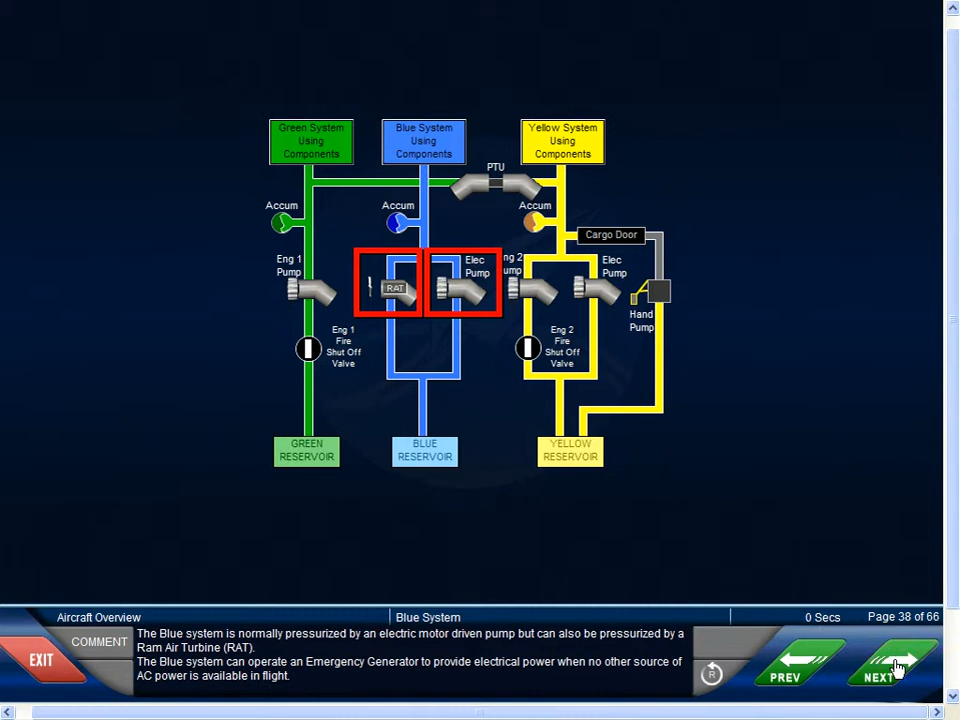 Green System
Using
Components
Blue System
Using
Components
Yellow System
Using
Components
PTU
Accum
Accum
Accum
Cargo Door
Eng 1
Pump
RAT
Elec
Pump
ng 2
ump
Elec
Pump
Hand
Pump
Eng 1
Fire
Shut Off
Valve
Eng 2
Fire
Shut Off
Valve
GREEN
RESERVOIR
BLUE
RESERVOIR
YELLOW
RESERVOIR
Aircraft Overview
Blue System
0 Secs
Page 38 of 66
EXIT
COMMENT
The Blue system is normally pressurized by an electric motor driven pump but can also be pressurized by a
Ram Air Turbine (RAT).
The Blue system can operate an Emergency Generator to provide electrical power when no other source of
AC power is available in flight.
R
PREV
NEXT